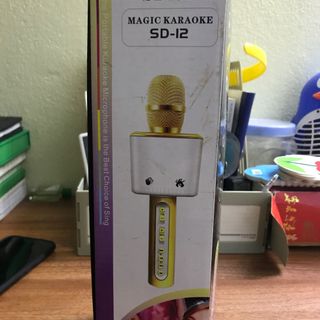 MAGIC KARAOKE
SD-12
Portable Karaoke Microphone is the Best Choice of Sing